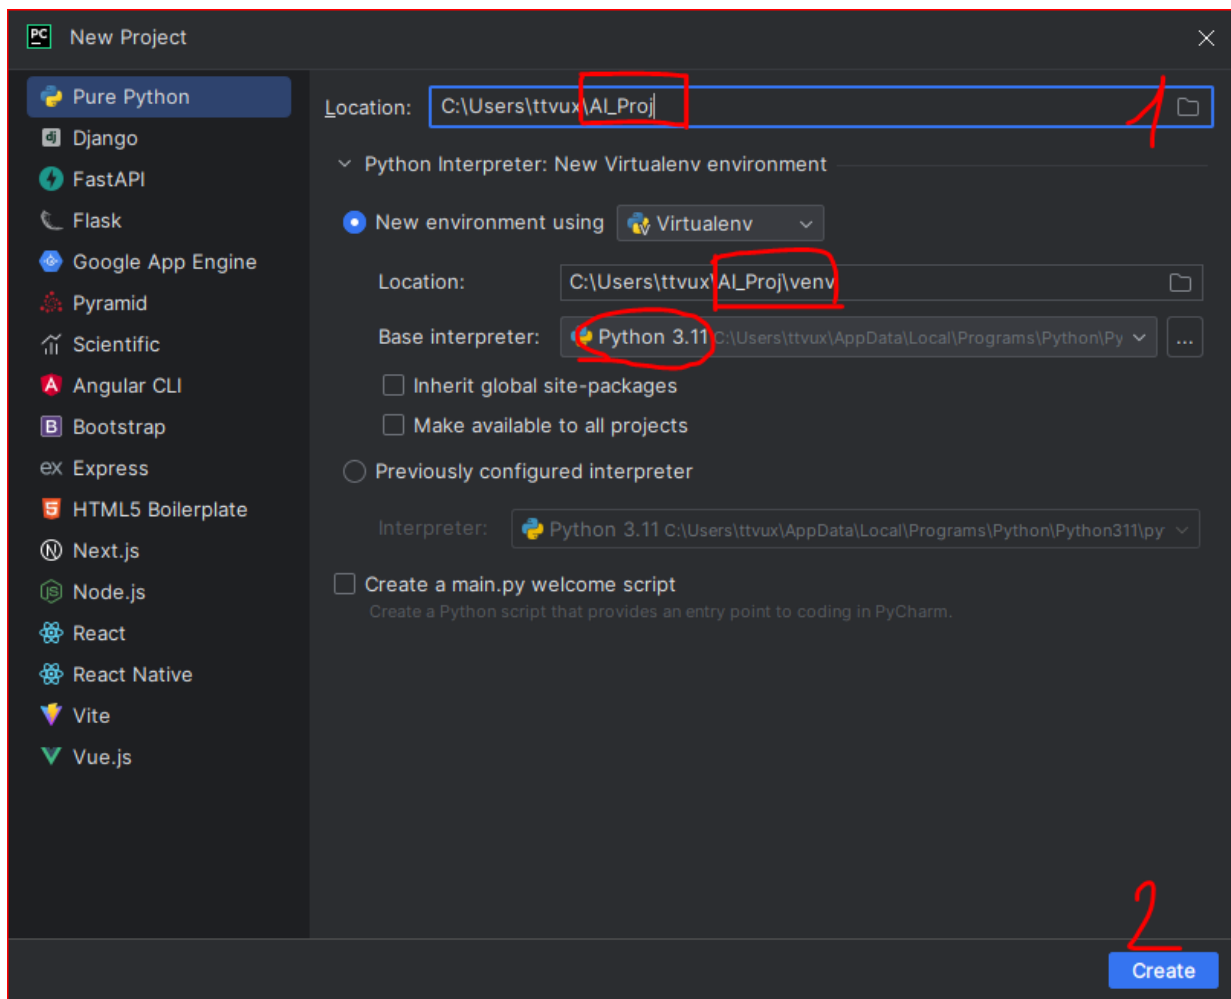 PC New Project
Pure Python
Django
FastAPI
Flask
Google App Engine
Pyramid
Scientific
Angular CLI
Bootstrap
ex Express
HTML5 Boilerplate
Next.js
Node.js
React
React Native
Vite
Vue.js
1
Location: C:\Users\ttvux\AI_Proj
Python Interpreter: New Virtualenv environment
New environment using Virtualenv
Location: C:\Users\ttvux\AI_Proj\venv
Base interpreter: Python 3.11 C:\Users\ttvux\AppData\Local\Programs\Python\Py ...
Inherit global site-packages
Make available to all projects
Previously configured interpreter
Interpreter: Python 3.11 C:\Users\ttvux\AppData\Local\Programs\Python\Python311\py
Create a main.py welcome script
Create a Python script that provides an entry point to coding in PyCharm.
2
Create